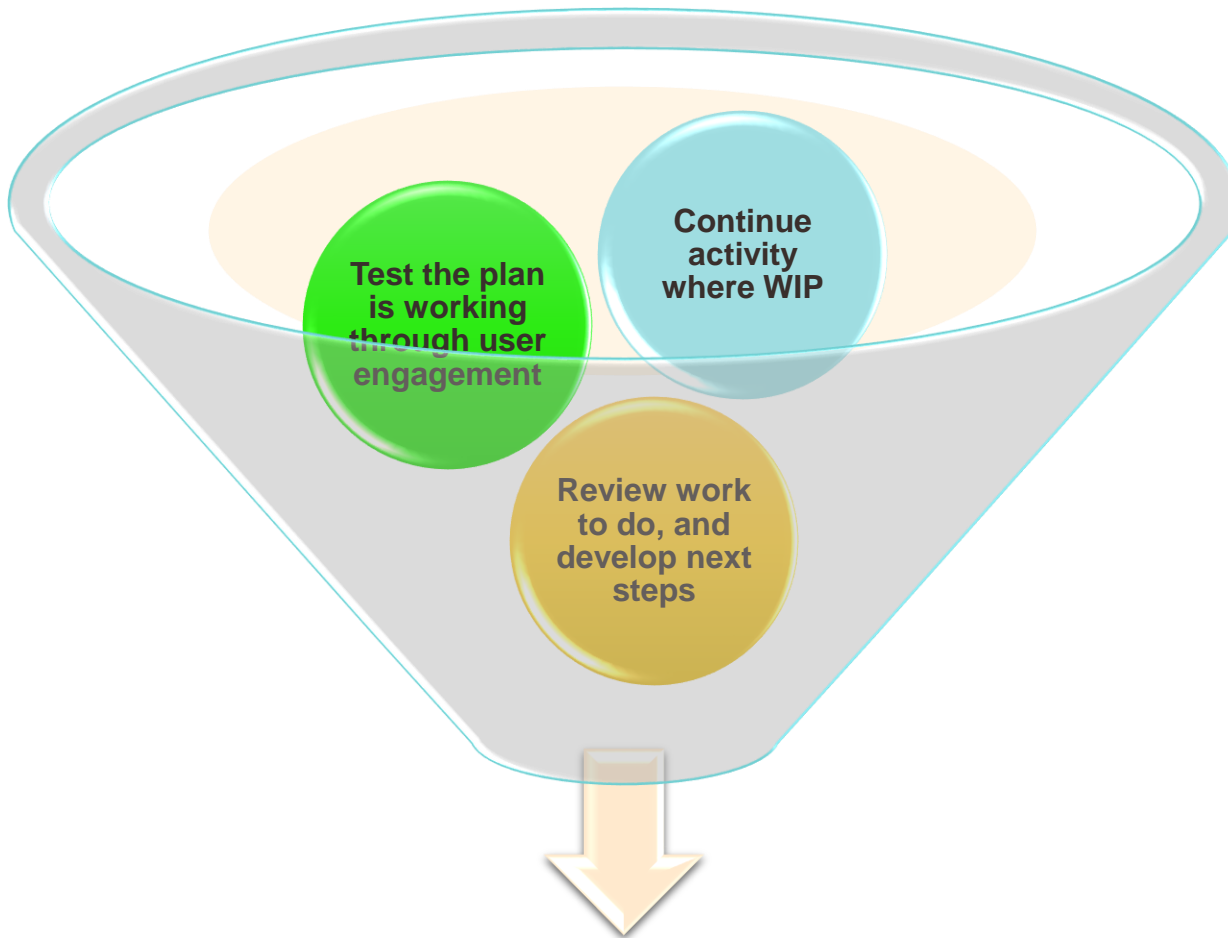 Test the plan
is working
through user
engagement
Continue
activity
where WIP
Review work
to do, and
develop next
steps